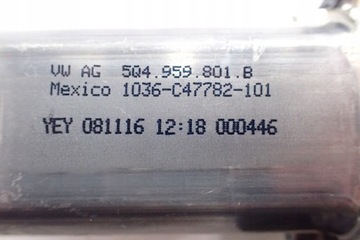 VW AG 5Q4.959.801.B
Mexico 1036-C47782-101
YEY 081116 12:18 000446